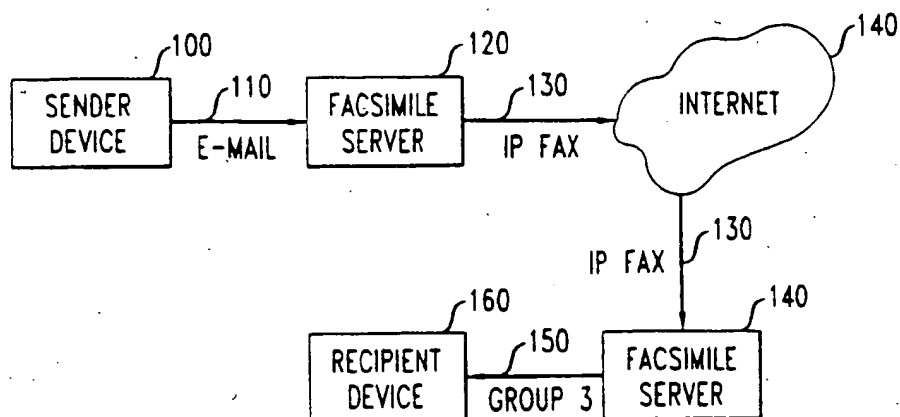 100
SENDER
DEVICE
110
E-MAIL
120
FACSIMILE
SERVER
130
IP FAX
140
INTERNET
130
IP FAX
140
FACSIMILE
SERVER
150
GROUP 3
160
RECIPIENT
DEVICE